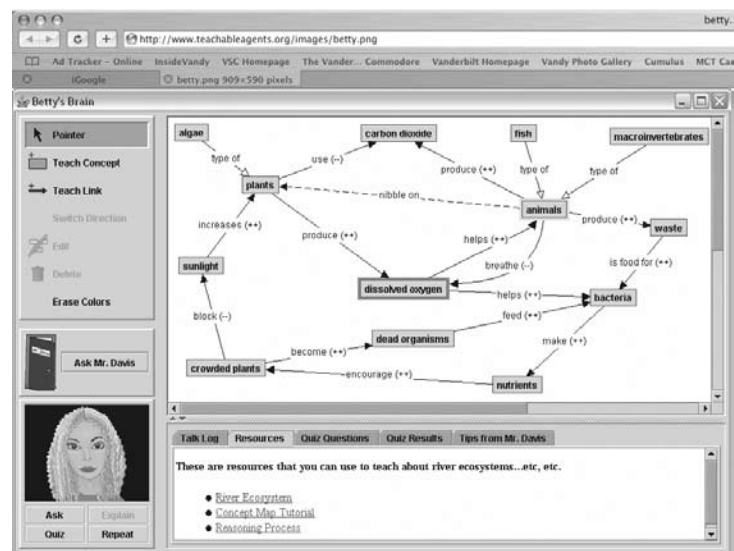 betty..
http://www.teachableagents.org/images/betty.png
Ad Tracker – Online InsideVandy VSC Homepage The Vander... Commodore Vanderbilt Homepage Vandy Photo Gallery Cumulus MCT Ca
iGoogle betty.png 909×590 pixels
Betty's Brain
Pointer
Teach Concept
Teach Link
Switch Direction
Edit
Delete
Erase Colors
Ask Mr. Davis
Ask Explain
Quiz Repeat
algae carbon dioxide fish macroinvertebrates
type of use (--) produce (++) type of type of
plants nibble on animals
increases (++) produce (++) helps (++) produce (++) waste
sunlight breathe (--) is food for (++)
dissolved oxygen helps (++) bacteria
block (--) feed (++)
dead organisms make (++)
become (++)
crowded plants encourage (++) nutrients
Talk Log Resources Quiz Questions Quiz Results Tips from Mr. Davis
These are resources that you can use to teach about river ecosystems...etc, etc.
River Ecosystem
Concept Map Tutorial
Reasoning Process